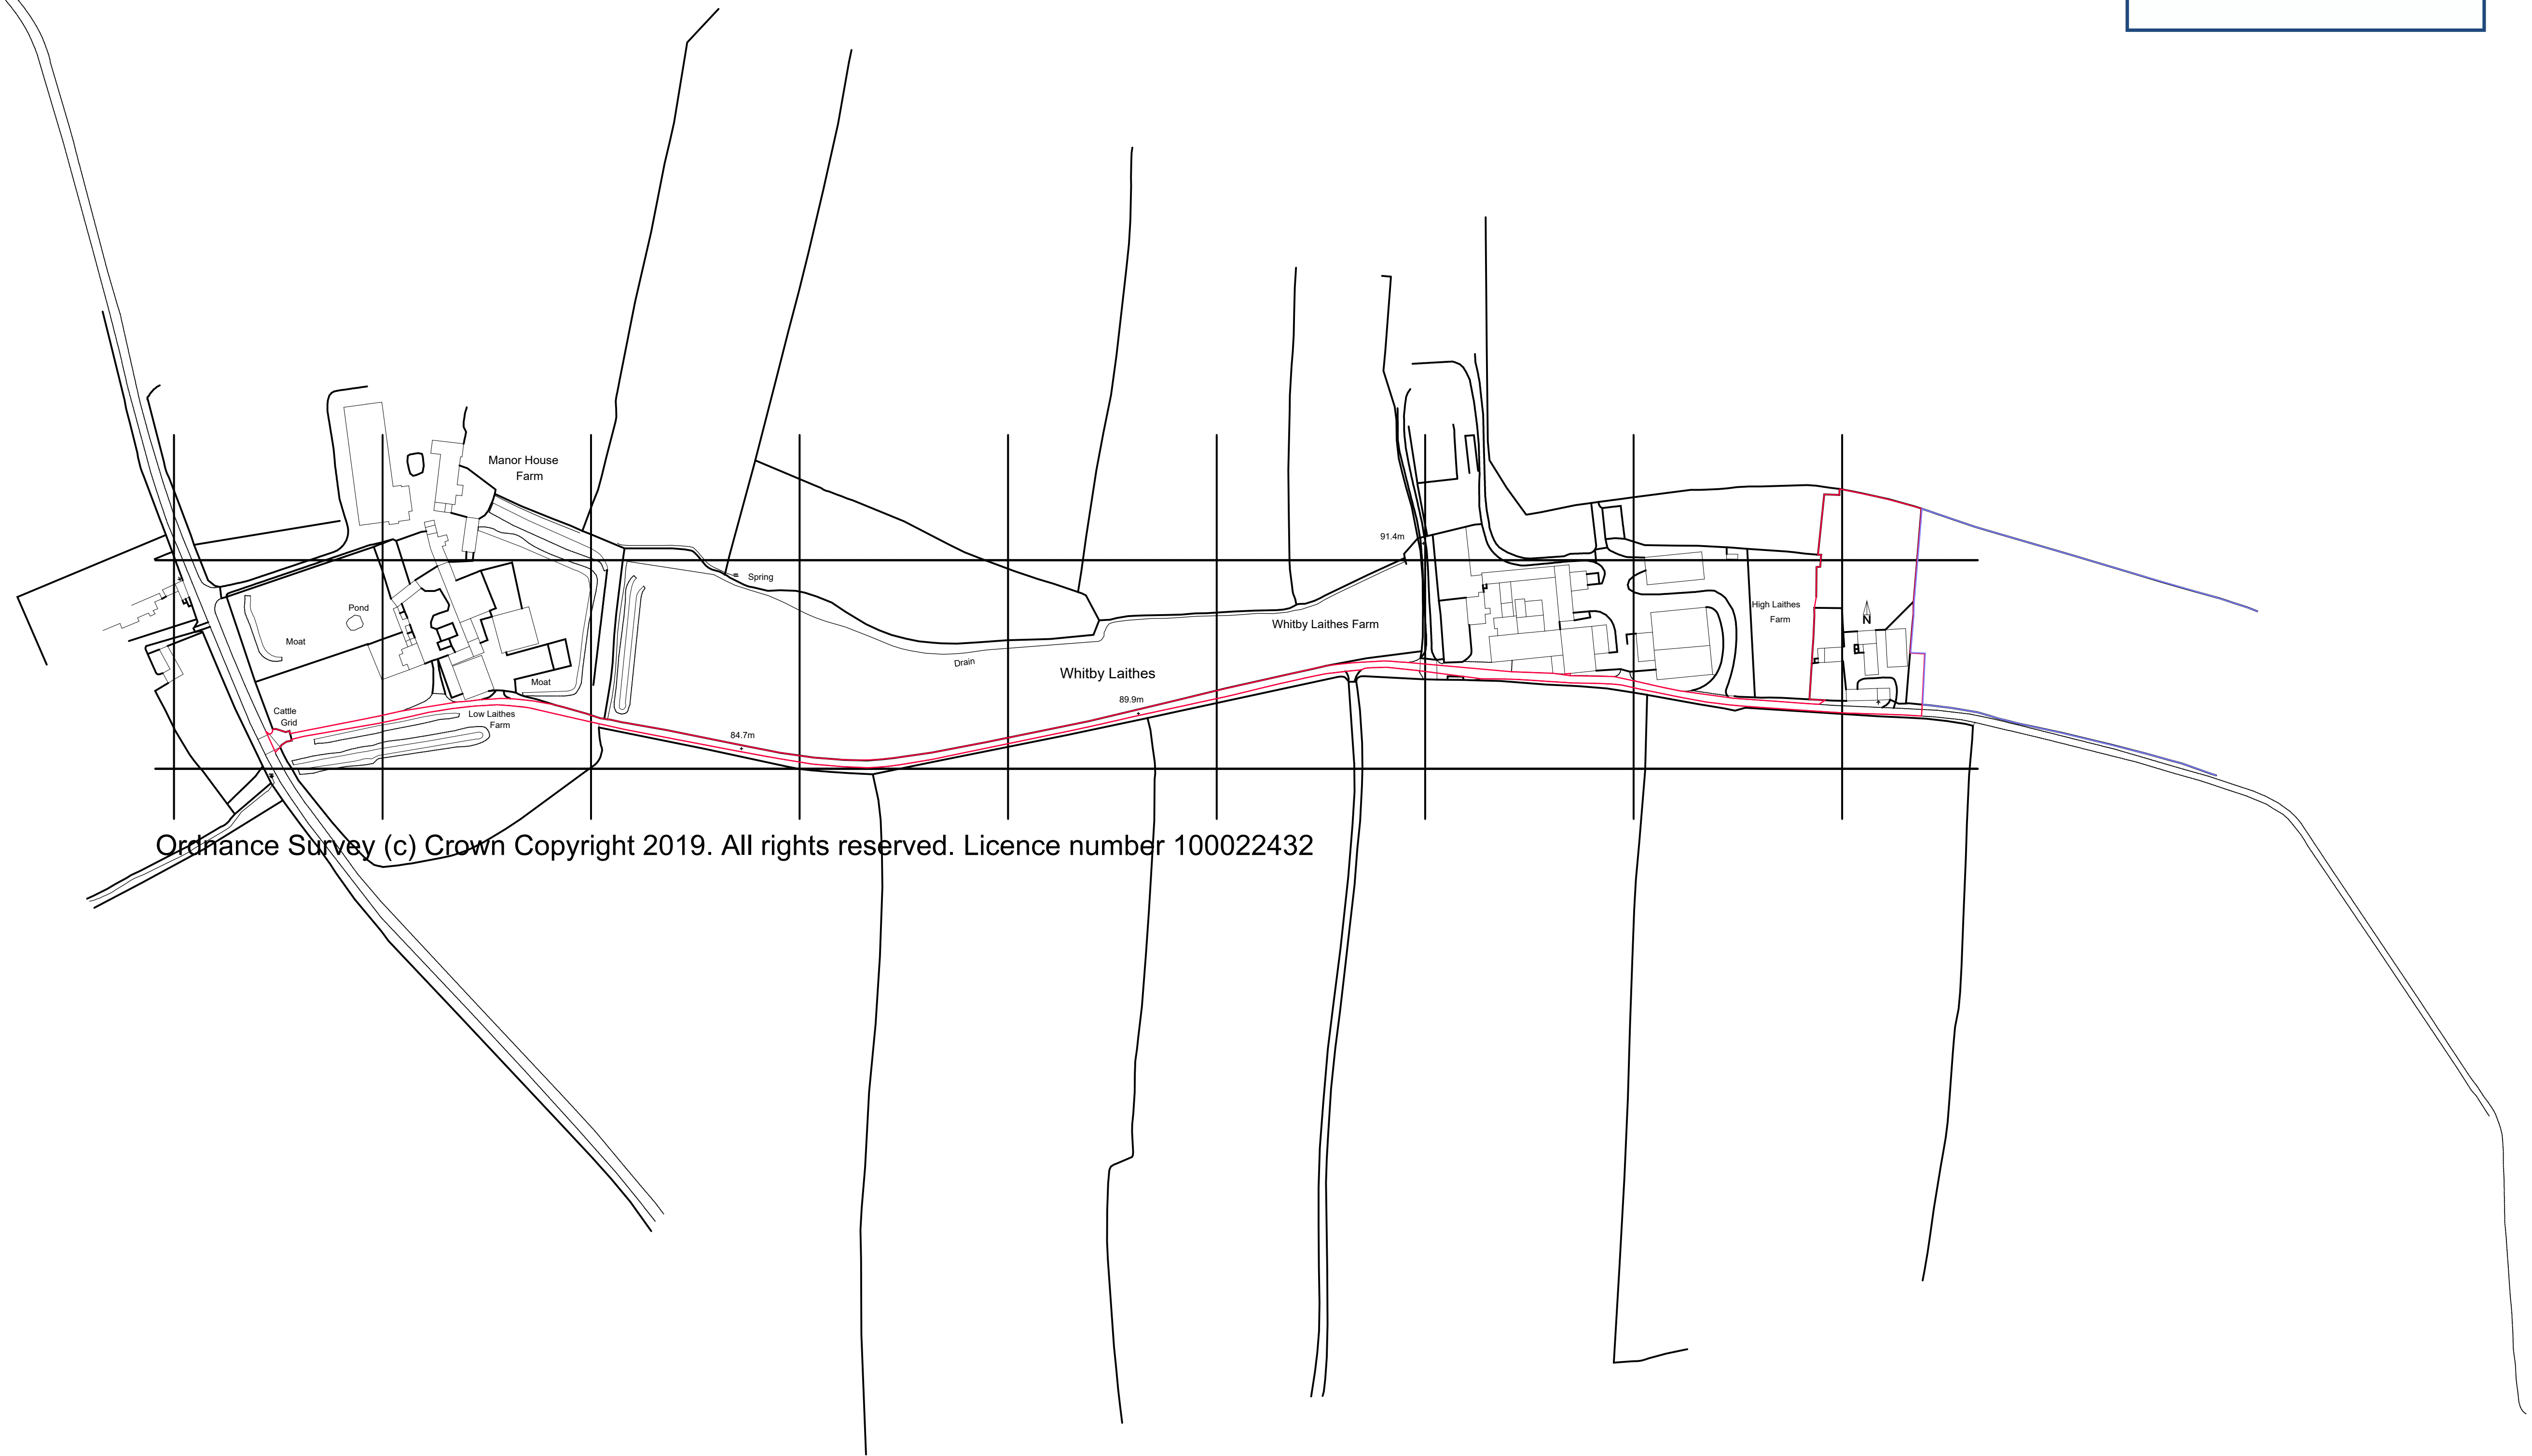 Manor House
Farm
91.4m
Spring
Pond
Moat
High Laithes
Farm
N
Whitby Laithes Farm
Drain
Whitby Laithes
Moat
89.9m
Cattle
Grid
Low Laithes
Farm
84.7m
Ordnance Survey (c) Crown Copyright 2019. All rights reserved. Licence number 100022432